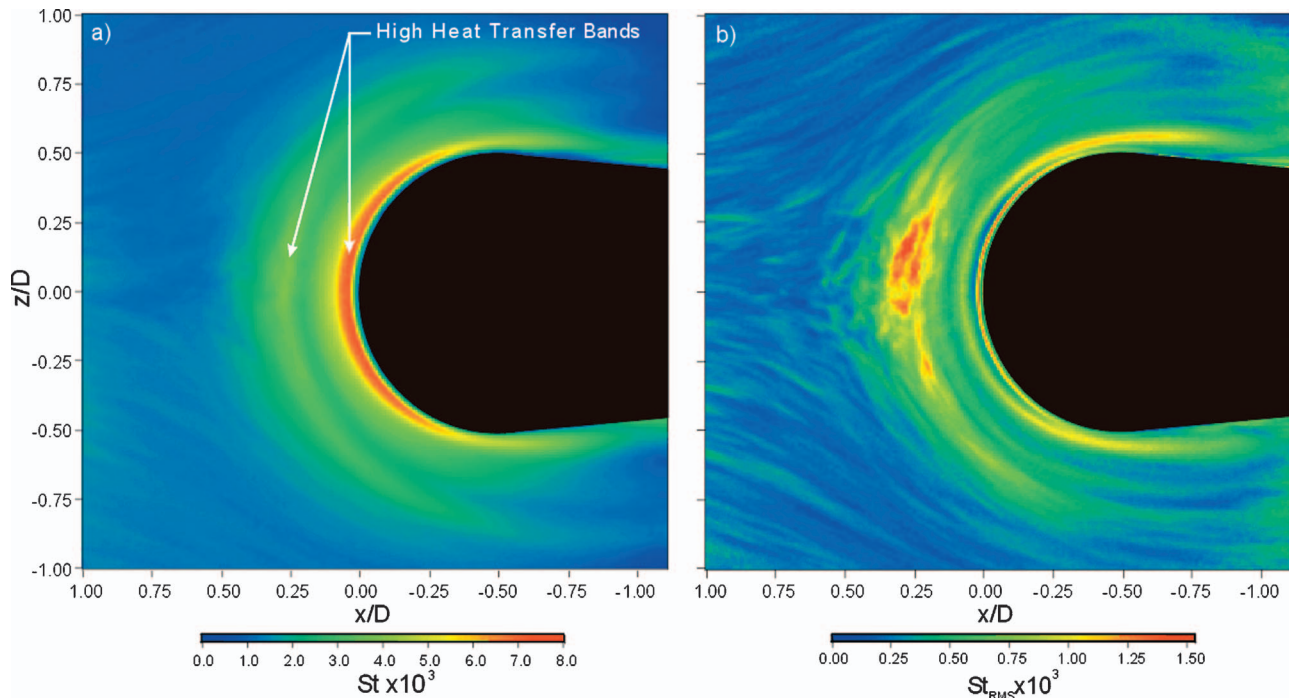 a)
High Heat Transfer Bands
b)
1.00
0.75
0.50
0.25
0.00
-0.25
-0.50
-0.75
-1.00
z/D
1.00 0.75 0.50 0.25 0.00 -0.25 -0.50 -0.75 -1.00
x/D
0.0 1.0 2.0 3.0 4.0 5.0 6.0 7.0 8.0
St x10³
1.00 0.75 0.50 0.25 0.00 -0.25 -0.50 -0.75 -1.00
x/D
0.00 0.25 0.50 0.75 1.00 1.25 1.50
St_RMS x10³